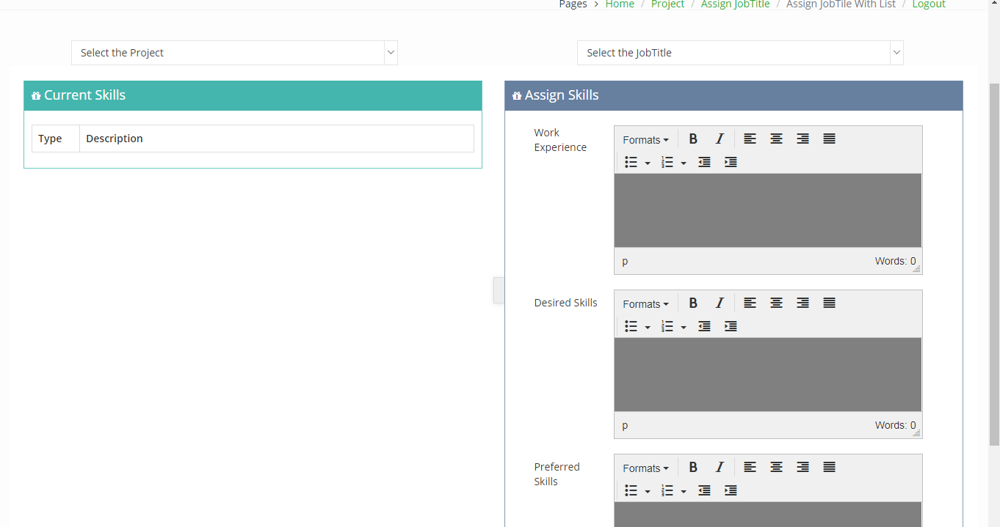 Pages > Home / Project / Assign JobTitle / Assign JobTile With List / Logout
Select the Project
Select the JobTitle
Current Skills
Type Description
Assign Skills
Work
Experience
Formats B I
p Words: 0
Desired Skills
Formats B I
p Words: 0
Preferred
Skills
Formats B I